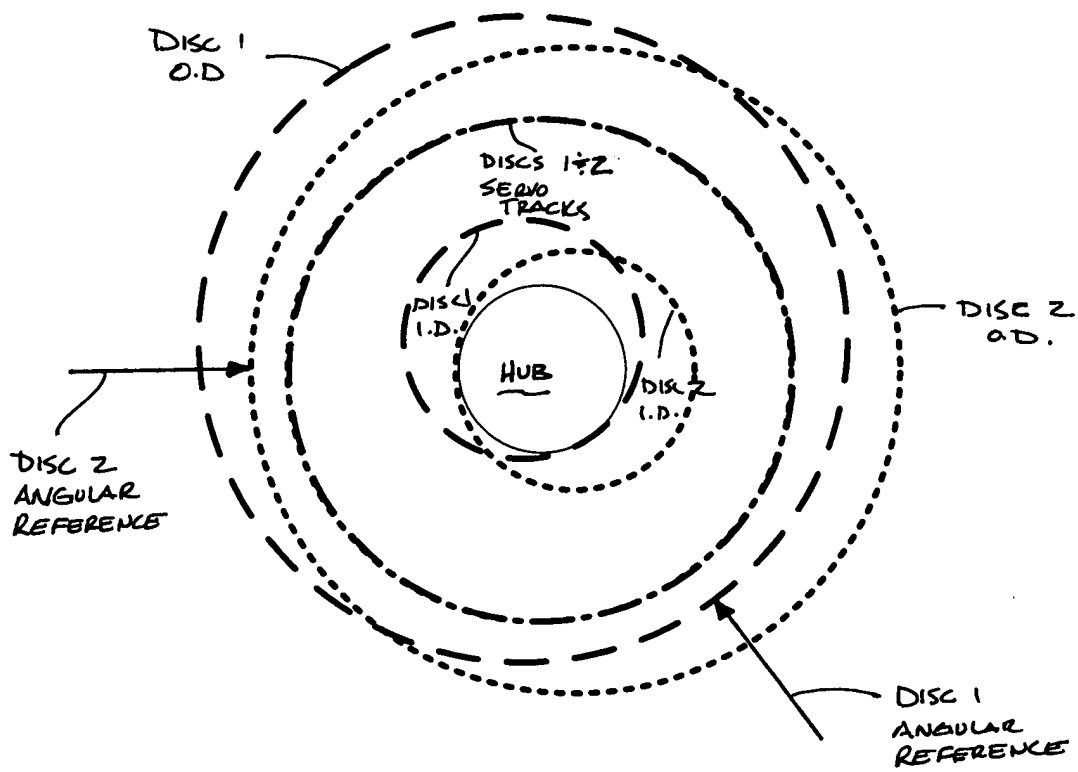 DISC 1
O.D
DISCS 1&2
SERVO
TRACKS
DISC 1
I.D.
HUB
DISC 2
I.D.
DISC 2
O.D.
DISC 2
ANGULAR
REFERENCE
DISC 1
ANGULAR
REFERENCE